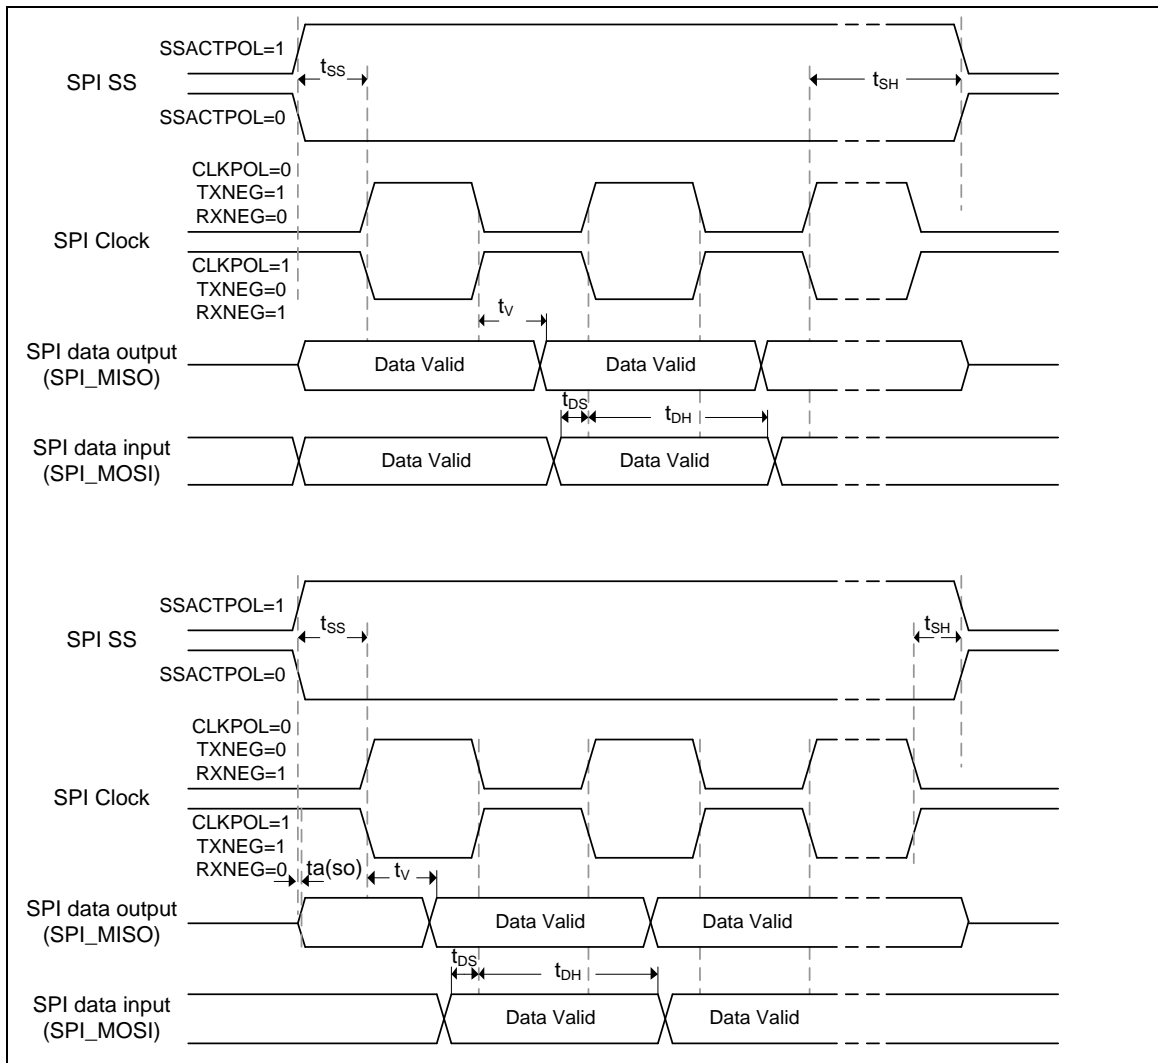 SSACTPOL=1
SPI SS
tSS
tSH
SSACTPOL=0
CLKPOL=0
TXNEG=1
RXNEG=0
SPI Clock
CLKPOL=1
TXNEG=0
RXNEG=1
tV
SPI data output
(SPI_MISO)
Data Valid
Data Valid
tDS
tDH
SPI data input
(SPI_MOSI)
Data Valid
Data Valid
SSACTPOL=1
SPI SS
tSS
tSH
SSACTPOL=0
CLKPOL=0
TXNEG=0
RXNEG=1
SPI Clock
CLKPOL=1
TXNEG=1
RXNEG=0
ta(so)
tV
SPI data output
(SPI_MISO)
Data Valid
Data Valid
tDS
tDH
SPI data input
(SPI_MOSI)
Data Valid
Data Valid